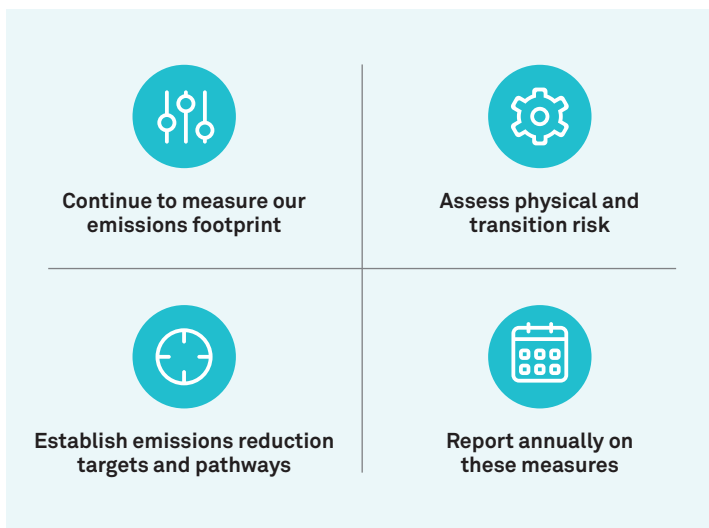 Continue to measure our
emissions footprint
Assess physical and
transition risk
Establish emissions reduction
targets and pathways
Report annually on
these measures